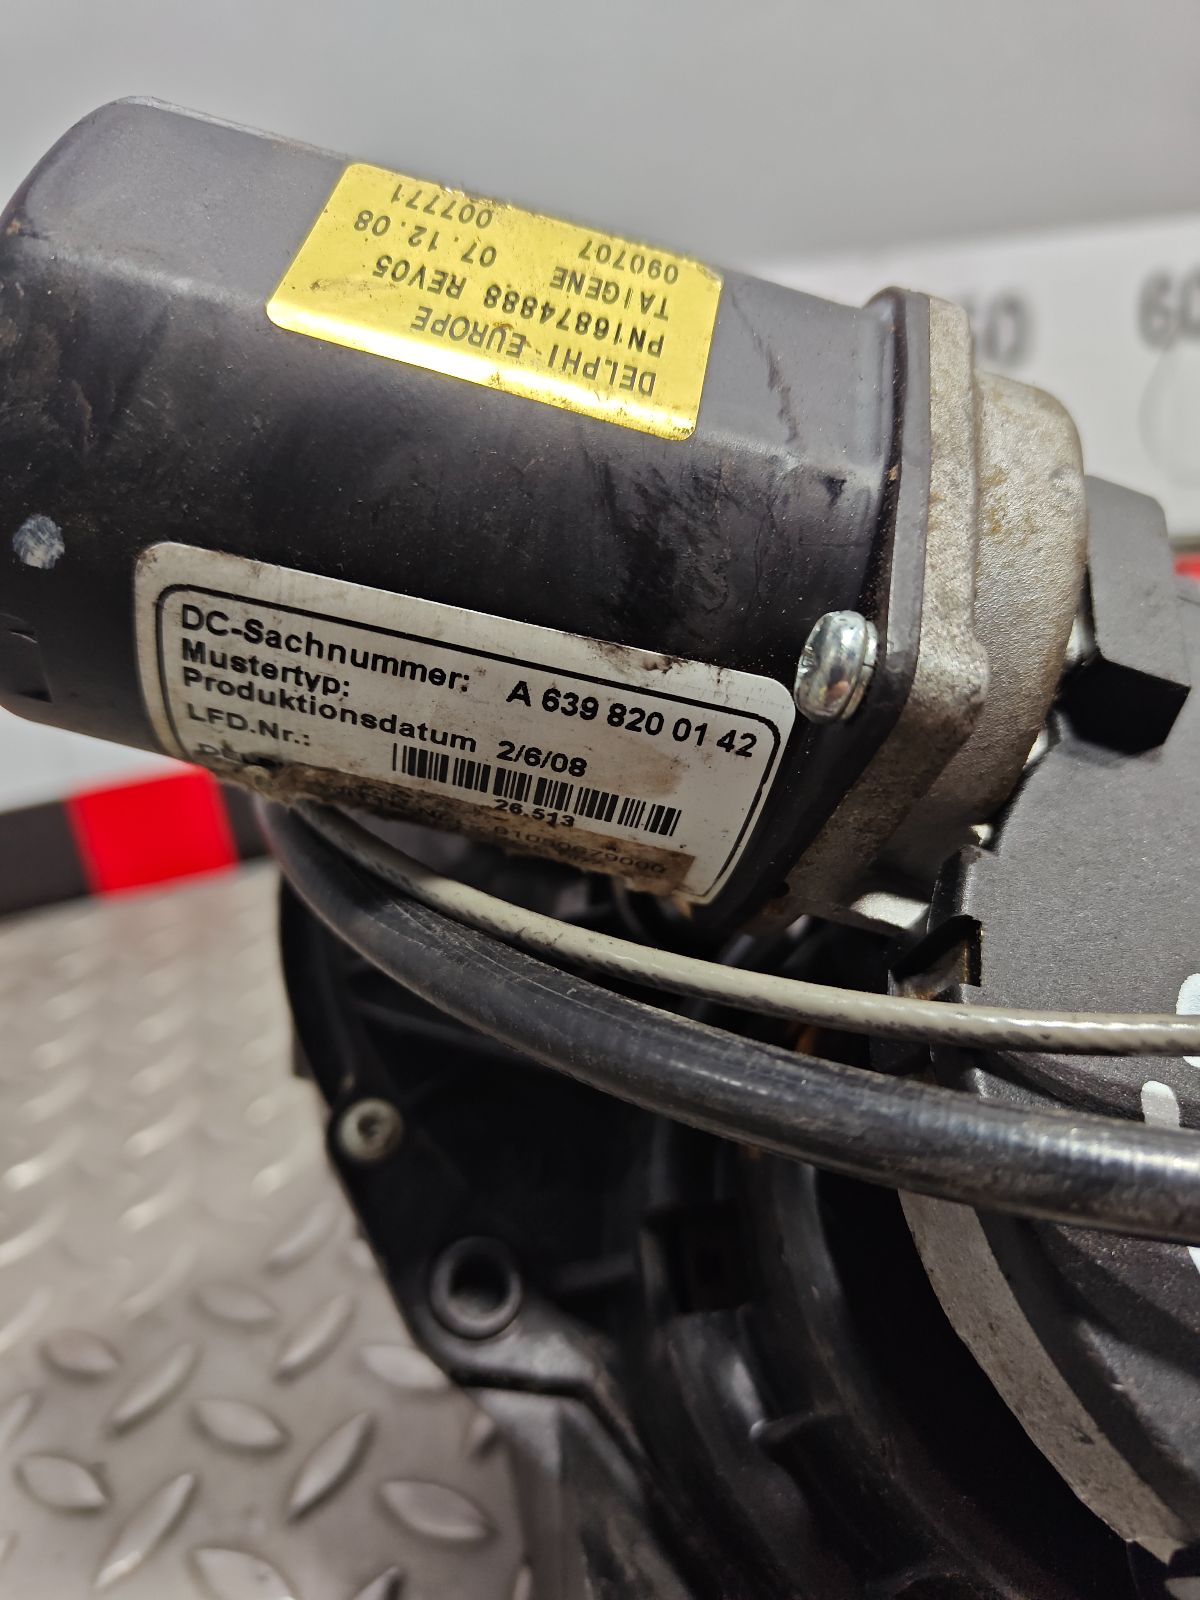 DELPHI EUROPE
PN16874888 REV05
TAIGENE 07.12.08
090707 007771
DC-Sachnummer: A 639 820 01 42
Mustertyp:
Produktionsdatum 2/6/08
LFD.Nr.:
26.513
60